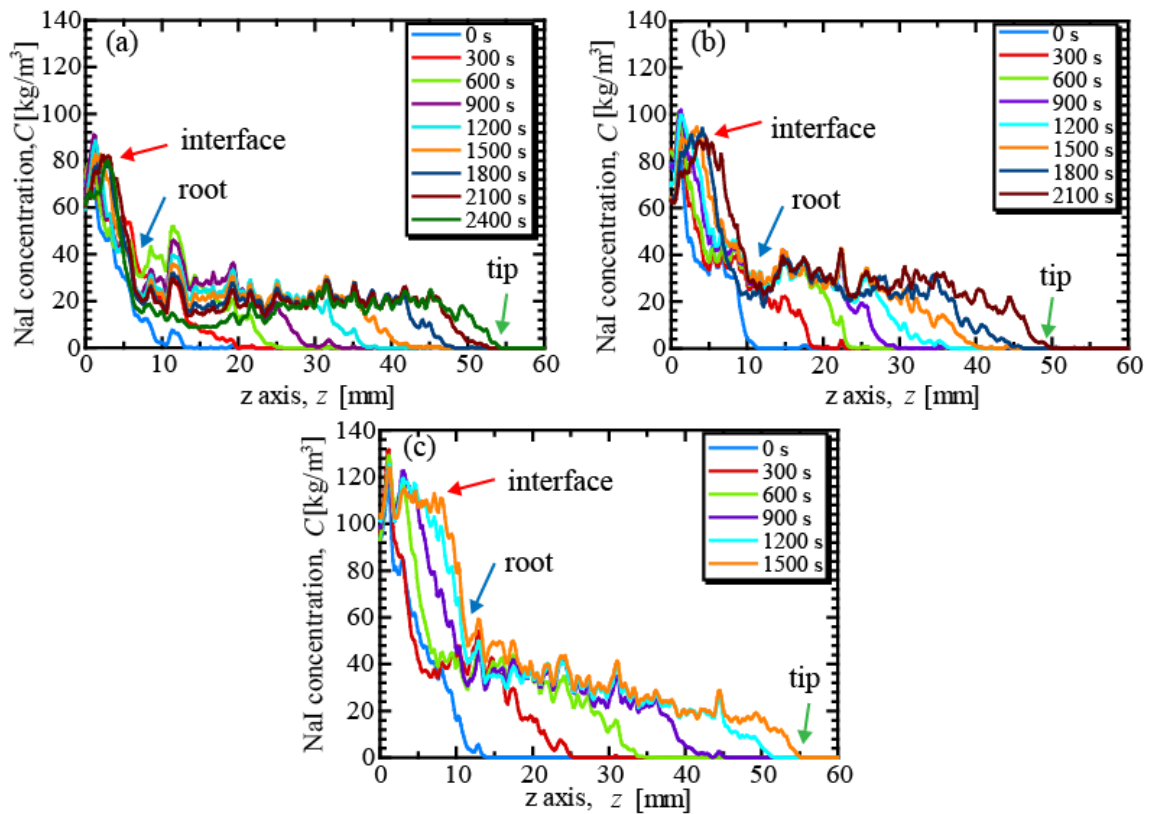 (a)
NaI concentration, C [kg/m³]
140
120
100
80
60
40
20
0
0 10 20 30 40 50 60
z axis, z [mm]
interface
root
tip
0 s
300 s
600 s
900 s
1200 s
1500 s
1800 s
2100 s
2400 s
(b)
NaI concentration, C [kg/m³]
140
120
100
80
60
40
20
0
0 10 20 30 40 50 60
z axis, z [mm]
interface
root
tip
0 s
300 s
600 s
900 s
1200 s
1500 s
1800 s
2100 s
(c)
NaI concentration, C [kg/m³]
140
120
100
80
60
40
20
0
0 10 20 30 40 50 60
z axis, z [mm]
interface
root
tip
0 s
300 s
600 s
900 s
1200 s
1500 s